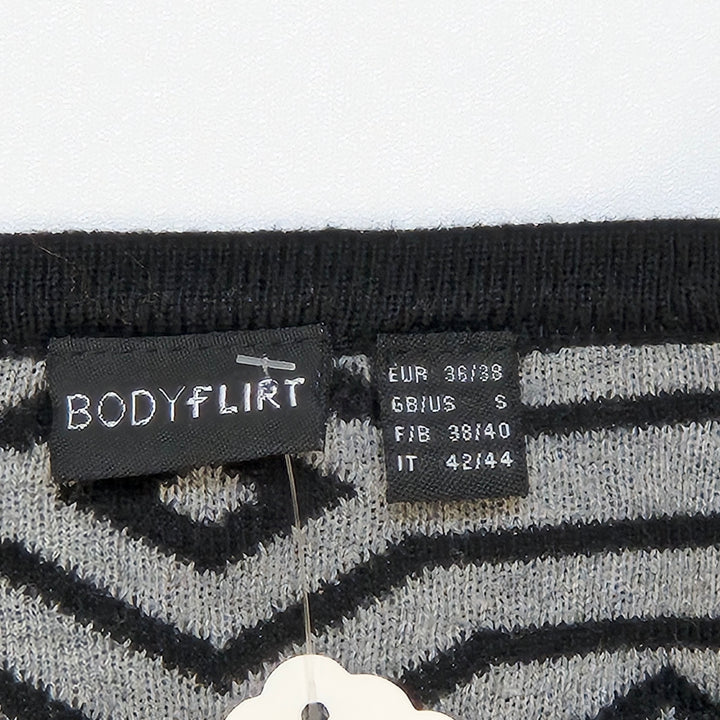 BODYFLIRT
EUR 36/38
GB/US S
F/B 38/40
IT 42/44